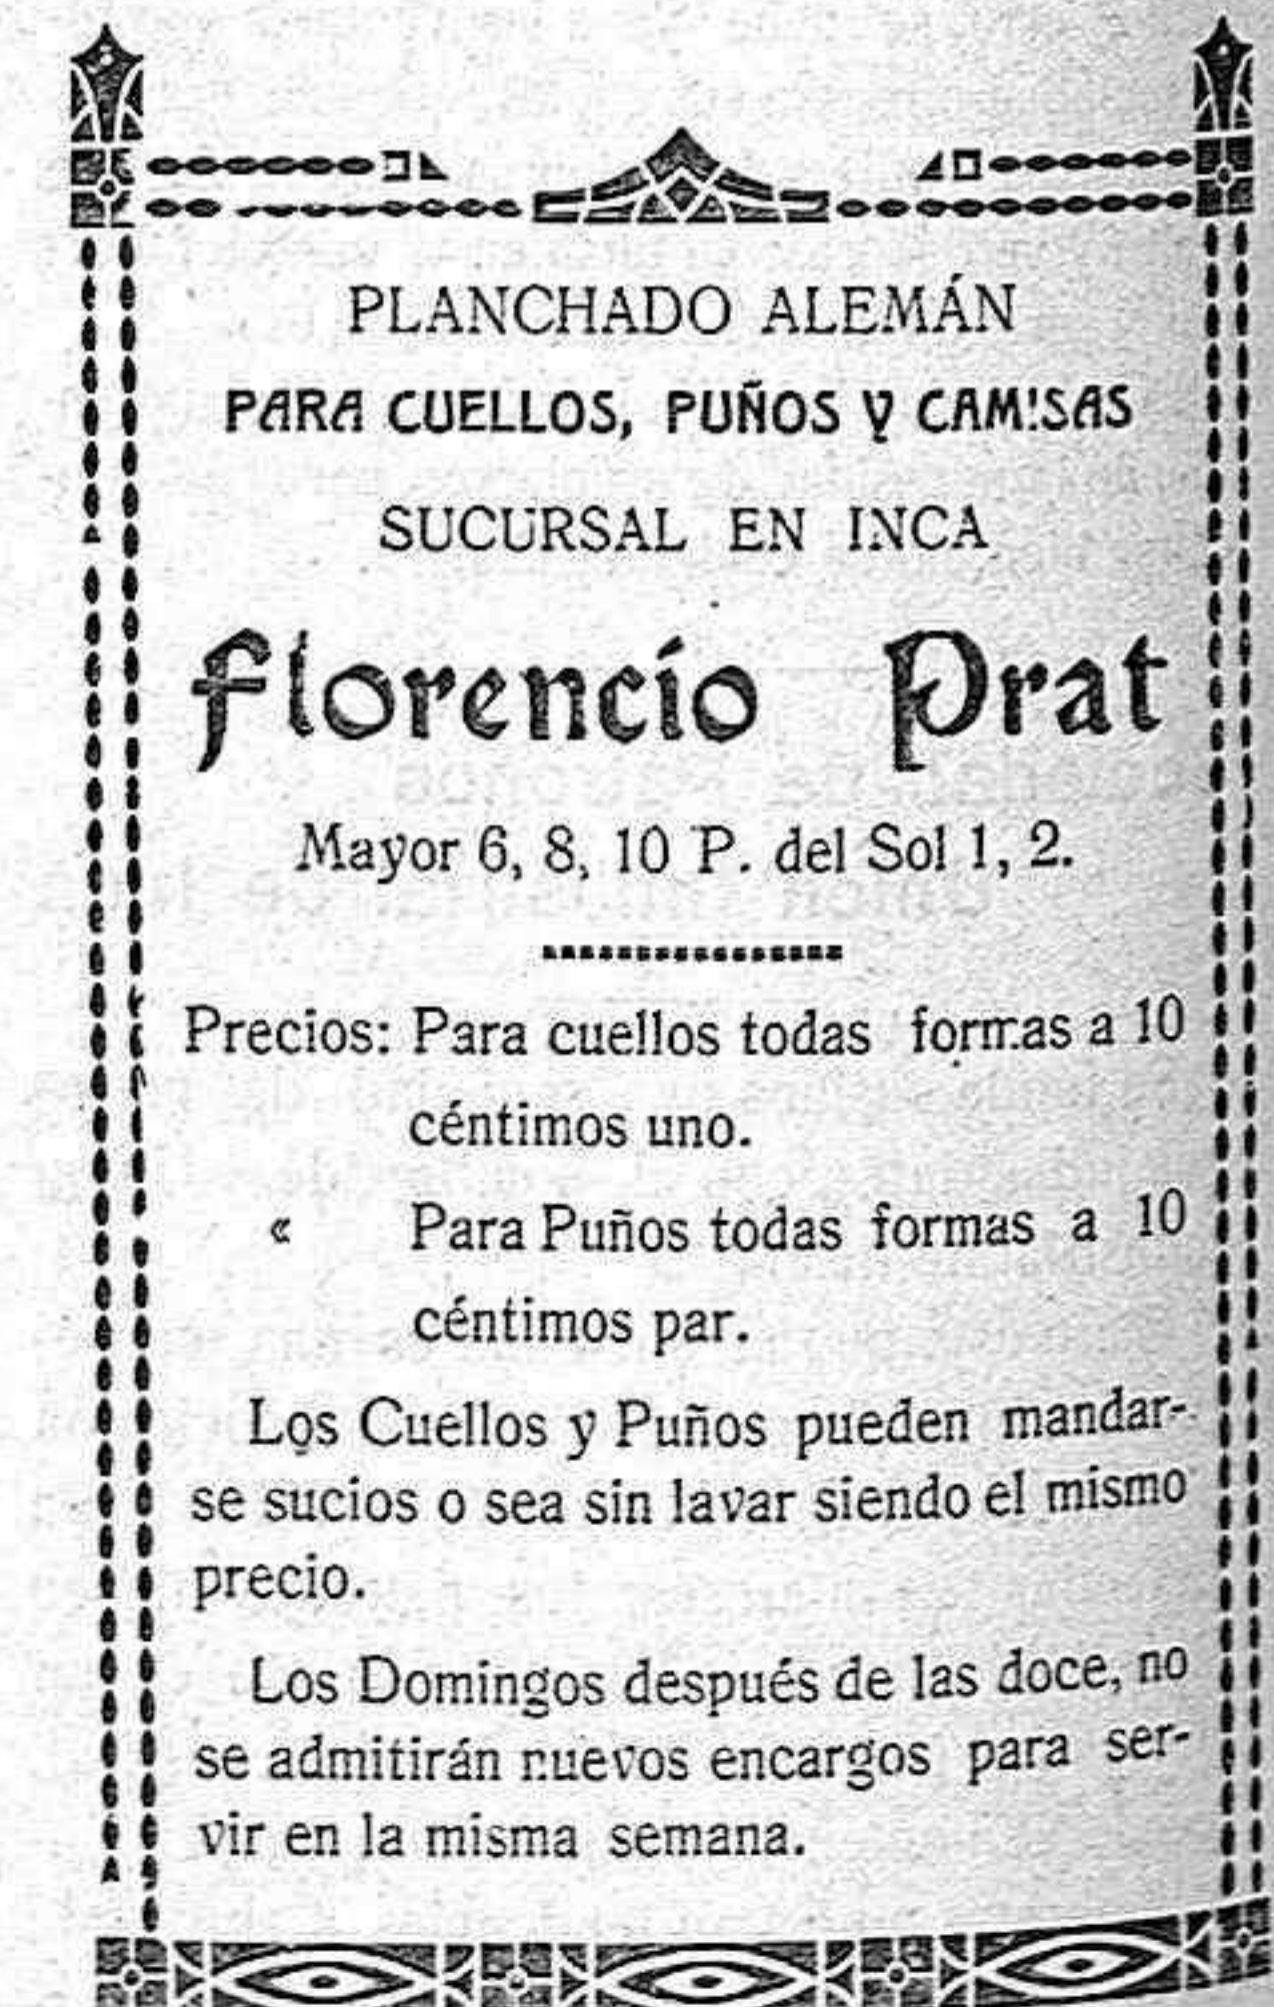 PLANCHADO ALEMÁN
PARA CUELLOS, PUÑOS Y CAMISAS
SUCURSAL EN INCA
Florencio Prat
Mayor 6, 8, 10 P. del Sol 1, 2.
Precios: Para cuellos todas formas a 10
céntimos uno.
« Para Puños todas formas a 10
céntimos par.
Los Cuellos y Puños pueden mandar-
se sucios o sea sin lavar siendo el mismo
precio.
Los Domingos después de las doce, no
se admitirán nuevos encargos para ser-
vir en la misma semana.